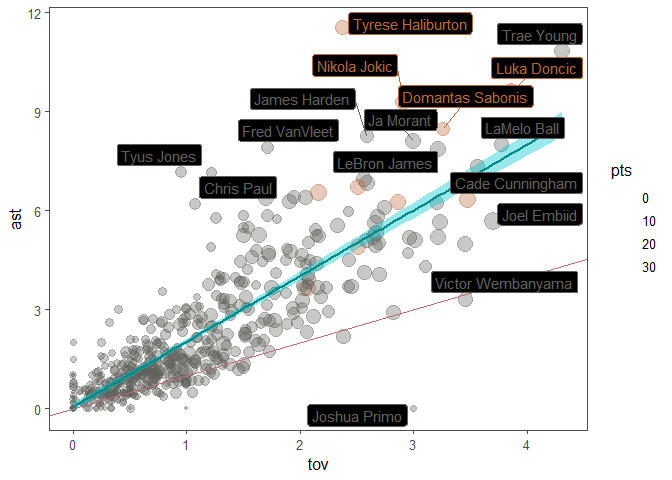 12
9
6
3
0
ast
Tyrese Haliburton
Trae Young
Nikola Jokic
Luka Doncic
James Harden
Domantas Sabonis
Ja Morant
Fred VanVleet
LaMelo Ball
Tyus Jones
LeBron James
Chris Paul
Cade Cunningham
Joel Embiid
Victor Wembanyama
Joshua Primo
0
1
2
3
4
tov
pts
0
10
20
30